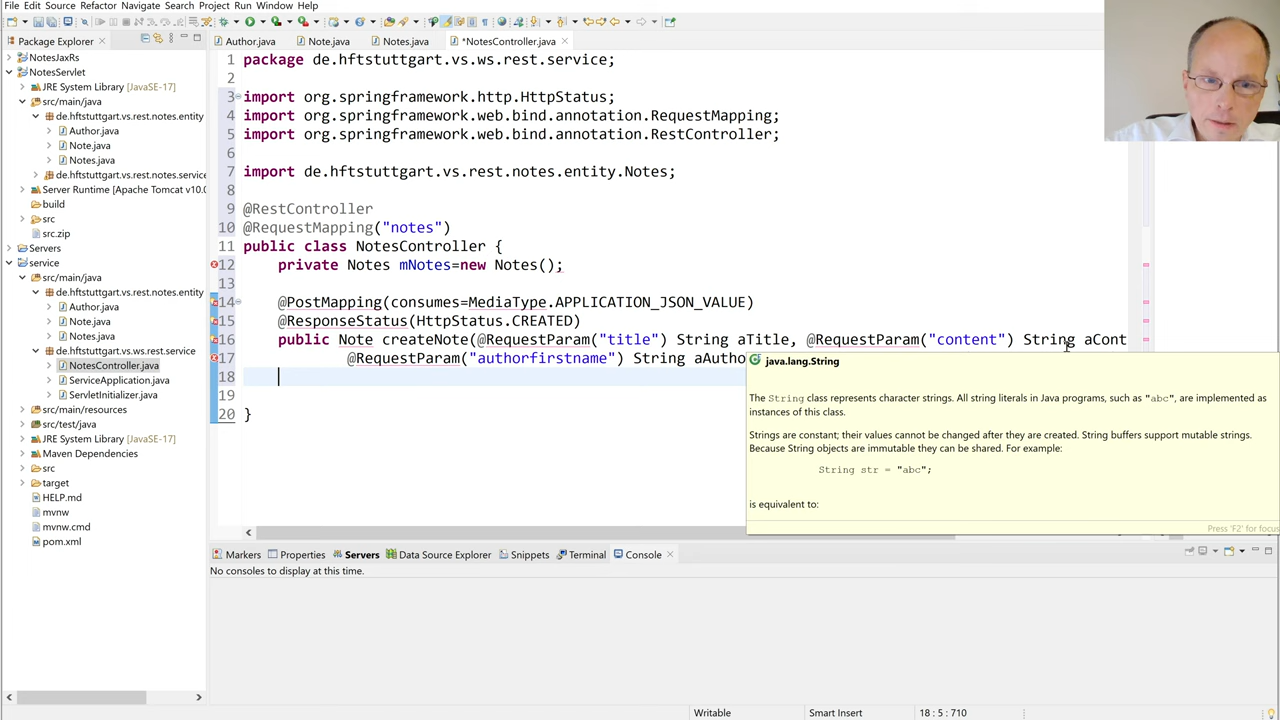 File Edit Source Refactor Navigate Search Project Run Window Help
Package Explorer
Author.java Note.java Notes.java *NotesController.java
NotesJaxRs
NotesServlet
JRE System Library [JavaSE-17]
src/main/java
de.hftstuttgart.vs.rest.notes.entity
Author.java
Note.java
Notes.java
de.hftstuttgart.vs.rest.notes.service
Server Runtime [Apache Tomcat v10.0
build
src
src.zip
Servers
service
src/main/java
de.hftstuttgart.vs.rest.notes.entity
Author.java
Note.java
Notes.java
de.hftstuttgart.vs.ws.rest.service
NotesController.java
ServiceApplication.java
ServletInitializer.java
src/main/resources
src/test/java
JRE System Library [JavaSE-17]
Maven Dependencies
src
target
HELP.md
mvnw
mvnw.cmd
pom.xml
1 package de.hftstuttgart.vs.ws.rest.service;
2
3 import org.springframework.http.HttpStatus;
4 import org.springframework.web.bind.annotation.RequestMapping;
5 import org.springframework.web.bind.annotation.RestController;
6
7 import de.hftstuttgart.vs.rest.notes.entity.Notes;
8
9 @RestController
10 @RequestMapping("notes")
11 public class NotesController {
12 private Notes mNotes=new Notes();
13
14 @PostMapping(consumes=MediaType.APPLICATION_JSON_VALUE)
15 @ResponseStatus(HttpStatus.CREATED)
16 public Note createNote(@RequestParam("title") String aTitle, @RequestParam("content") String aCont
17 @RequestParam("authorfirstname") String aAutho
18
19
20 }
java.lang.String
The String class represents character strings. All string literals in Java programs, such as "abc", are implemented as
instances of this class.
Strings are constant; their values cannot be changed after they are created. String buffers support mutable strings.
Because String objects are immutable they can be shared. For example:
String str = "abc";
is equivalent to:
Press 'F2' for focus
Markers Properties Servers Data Source Explorer Snippets Terminal Console
No consoles to display at this time.
Writable Smart Insert 18 : 5 : 710